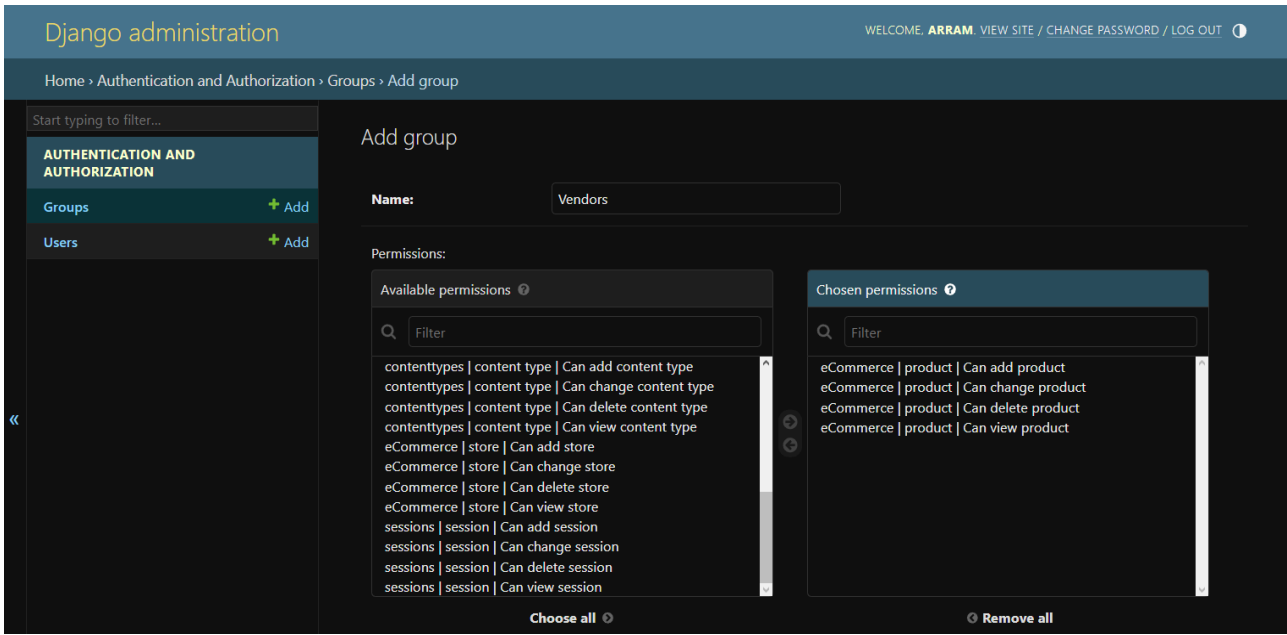 Django administration
WELCOME, ARRAM. VIEW SITE / CHANGE PASSWORD / LOG OUT
Home › Authentication and Authorization › Groups › Add group
Start typing to filter...
AUTHENTICATION AND
AUTHORIZATION
Groups
+ Add
Users
+ Add
«
Add group
Name:
Vendors
Permissions:
Available permissions ?
Filter
contenttypes | content type | Can add content type
contenttypes | content type | Can change content type
contenttypes | content type | Can delete content type
contenttypes | content type | Can view content type
eCommerce | store | Can add store
eCommerce | store | Can change store
eCommerce | store | Can delete store
eCommerce | store | Can view store
sessions | session | Can add session
sessions | session | Can change session
sessions | session | Can delete session
sessions | session | Can view session
Choose all
Chosen permissions ?
Filter
eCommerce | product | Can add product
eCommerce | product | Can change product
eCommerce | product | Can delete product
eCommerce | product | Can view product
Remove all